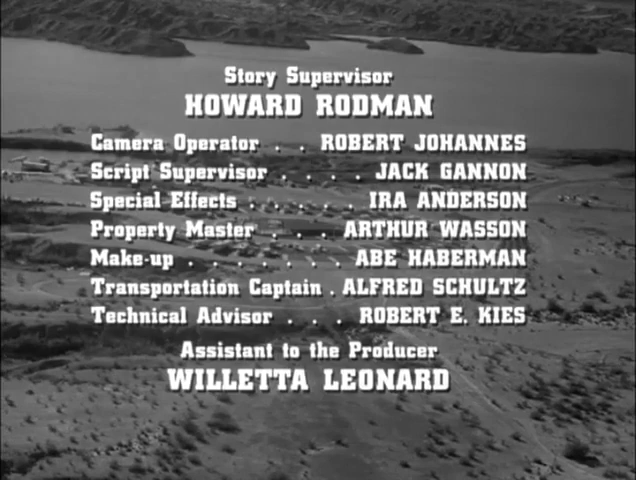 Story Supervisor
HOWARD RODMAN
Camera Operator . . ROBERT JOHANNES
Script Supervisor . . . . JACK GANNON
Special Effects . . . . . . IRA ANDERSON
Property Master . . . ARTHUR WASSON
Make-up . . . . . . . ABE HABERMAN
Transportation Captain . ALFRED SCHULTZ
Technical Advisor . . . ROBERT E. KIES
Assistant to the Producer
WILLETTA LEONARD